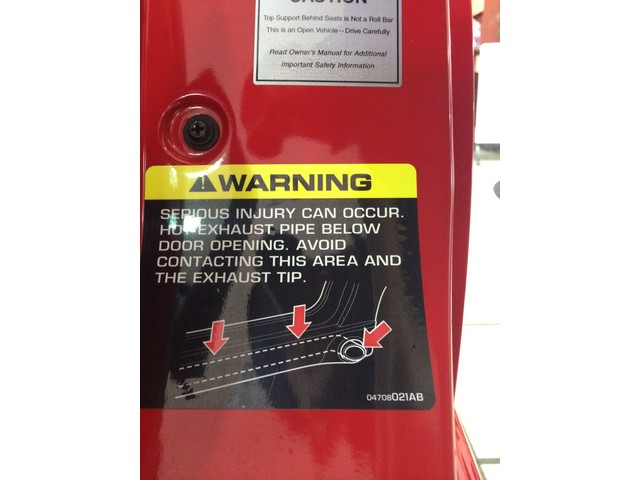 CAUTION
Top Support Behind Seats is Not a Roll Bar
This is an Open Vehicle--Drive Carefully
Read Owner's Manual for Additional
Important Safety Information
WARNING
SERIOUS INJURY CAN OCCUR.
HOT EXHAUST PIPE BELOW
DOOR OPENING. AVOID
CONTACTING THIS AREA AND
THE EXHAUST TIP.
04708021AB